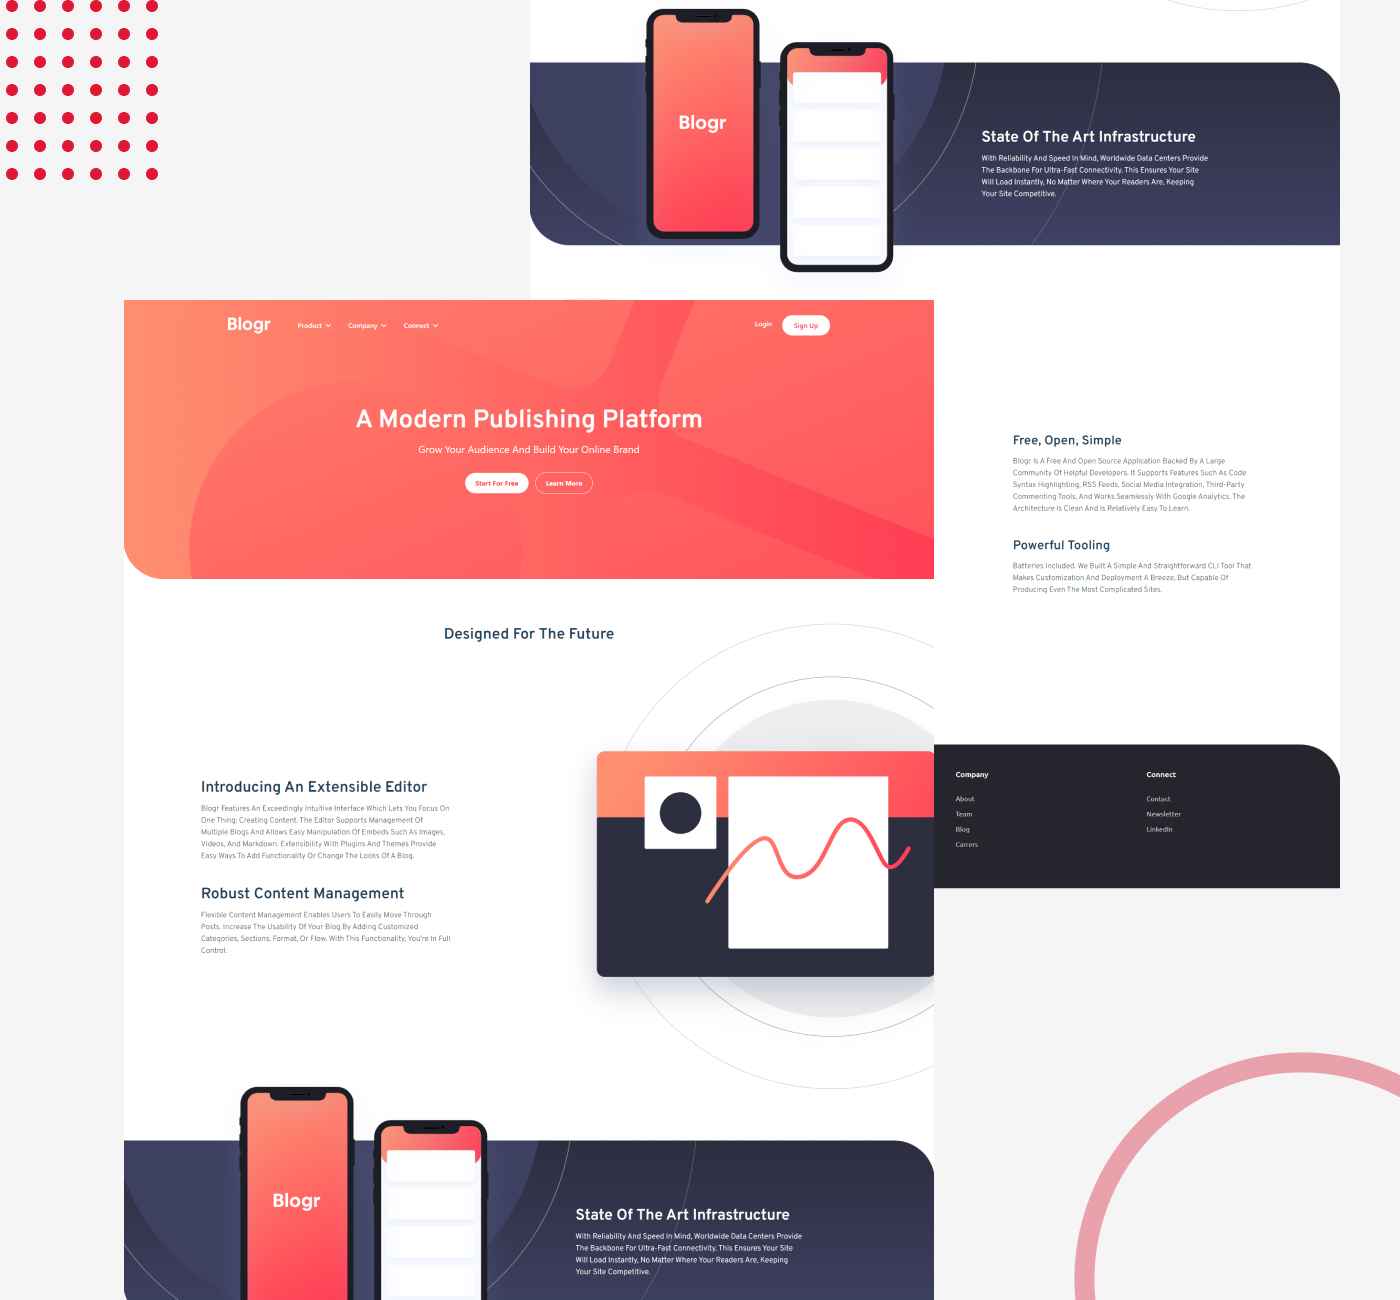 Blogr
State Of The Art Infrastructure
With Reliability And Speed In Mind, Worldwide Data Centers Provide
The Backbone For Ultra-Fast Connectivity. This Ensures Your Site
Will Load Instantly, No Matter Where Your Readers Are, Keeping
Your Site Competitive.
Blogr
Product
Company
Connect
Login
Sign Up
A Modern Publishing Platform
Grow Your Audience And Build Your Online Brand
Start For Free
Learn More
Free, Open, Simple
Blogr Is A Free And Open Source Application Backed By A Large
Community Of Helpful Developers. It Supports Features Such As Code
Syntax Highlighting, RSS Feeds, Social Media Integration, Third-Party
Commenting Tools, And Works Seamlessly With Google Analytics. The
Architecture Is Clean And Is Relatively Easy To Learn.
Powerful Tooling
Batteries Included. We Built A Simple And Straightforward CLI Tool That
Makes Customization And Deployment A Breeze, But Capable Of
Producing Even The Most Complicated Sites.
Designed For The Future
Introducing An Extensible Editor
Blogr Features An Exceedingly Intuitive Interface Which Lets You Focus On
One Thing: Creating Content. The Editor Supports Management Of
Multiple Blogs And Allows Easy Manipulation Of Embeds Such As Images,
Videos, And Markdown. Extensibility With Plugins And Themes Provide
Easy Ways To Add Functionality Or Change The Looks Of A Blog.
Robust Content Management
Flexible Content Management Enables Users To Easily Move Through
Posts. Increase The Usability Of Your Blog By Adding Customized
Categories, Sections, Format, Or Flow. With This Functionality, You're In Full
Control.
Company
About
Team
Blog
Carrers
Connect
Contact
Newsletter
LinkedIn
Blogr
State Of The Art Infrastructure
With Reliability And Speed In Mind, Worldwide Data Centers Provide
The Backbone For Ultra-Fast Connectivity. This Ensures Your Site
Will Load Instantly, No Matter Where Your Readers Are, Keeping
Your Site Competitive.